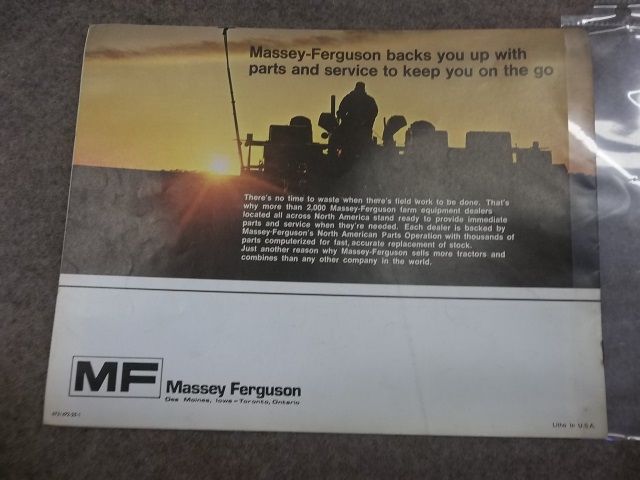 Massey-Ferguson backs you up with
parts and service to keep you on the go
There's no time to waste when there's field work to be done. That's
why more than 2,000 Massey-Ferguson farm equipment dealers
located all across North America stand ready to provide immediate
parts and service when they're needed. Each dealer is backed by
Massey-Ferguson's North American Parts Operation with thousands of
parts computerized for fast, accurate replacement of stock.
Just another reason why Massey-Ferguson sells more tractors and
combines than any other company in the world.
MF Massey Ferguson
Des Moines, Iowa – Toronto, Ontario
Litho in U.S.A.